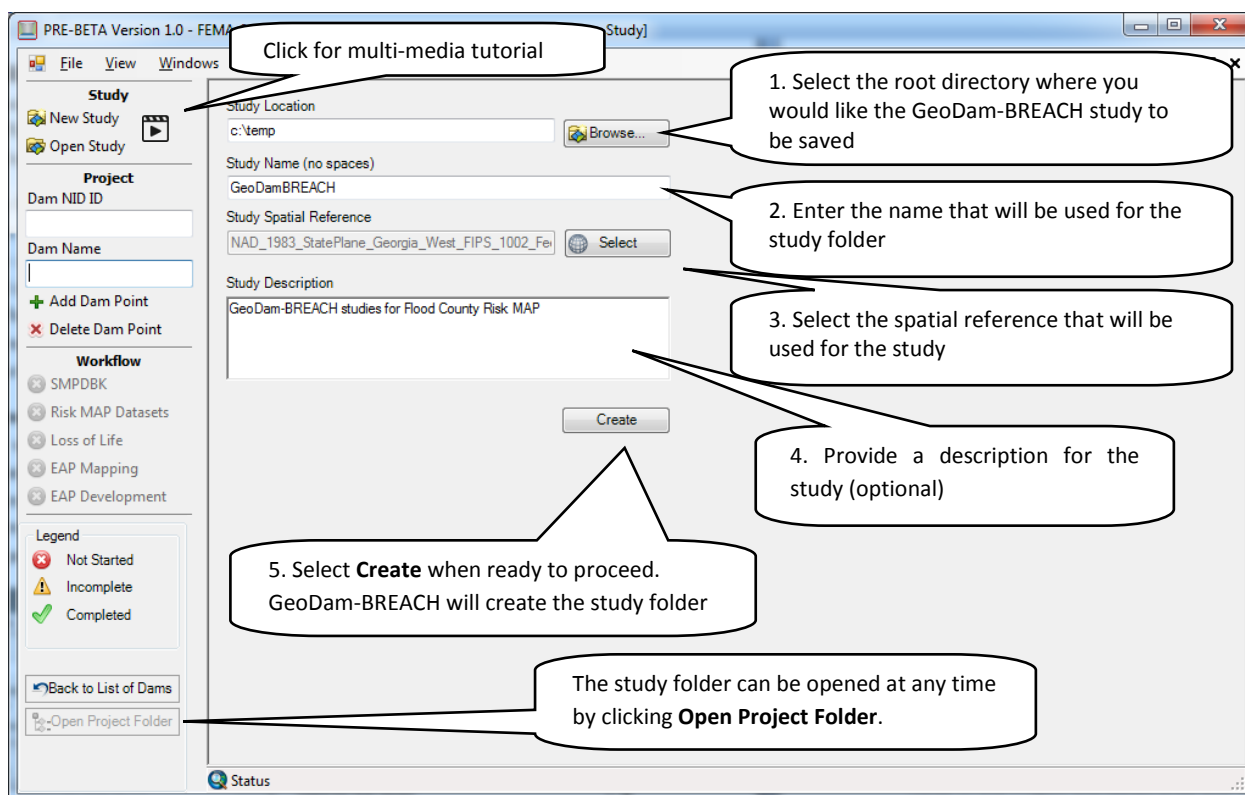 PRE-BETA Version 1.0 - FEMA
Study]
File View Windows
Click for multi-media tutorial
Study
New Study
Open Study
Project
Dam NID ID
Dam Name
Add Dam Point
Delete Dam Point
Workflow
SMPDBK
Risk MAP Datasets
Loss of Life
EAP Mapping
EAP Development
Legend
Not Started
Incomplete
Completed
Back to List of Dams
Open Project Folder
Study Location
c:\temp
Browse...
Study Name (no spaces)
GeoDamBREACH
Study Spatial Reference
NAD_1983_StatePlane_Georgia_West_FIPS_1002_Fe
Select
Study Description
GeoDam-BREACH studies for Flood County Risk MAP
Create
1. Select the root directory where you
would like the GeoDam-BREACH study to
be saved
2. Enter the name that will be used for the
study folder
3. Select the spatial reference that will be
used for the study
4. Provide a description for the
study (optional)
5. Select Create when ready to proceed.
GeoDam-BREACH will create the study folder
The study folder can be opened at any time
by clicking Open Project Folder.
Status